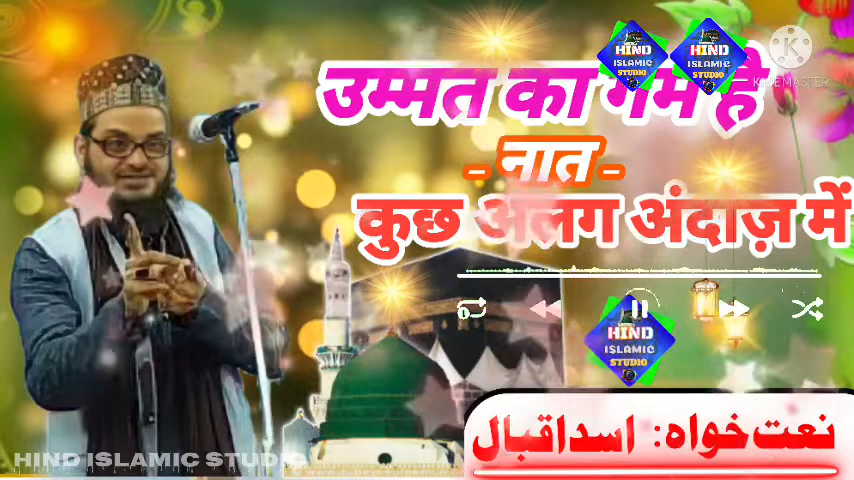 HIND ISLAMIC STUDIO
HIND ISLAMIC STUDIO
KINEMASTER
उम्मत का गम है
- नात -
कुछ अलग अंदाज़ में
HIND ISLAMIC STUDIO
نعت خواہ: اسد اقبال
HIND ISLAMIC STUDIO